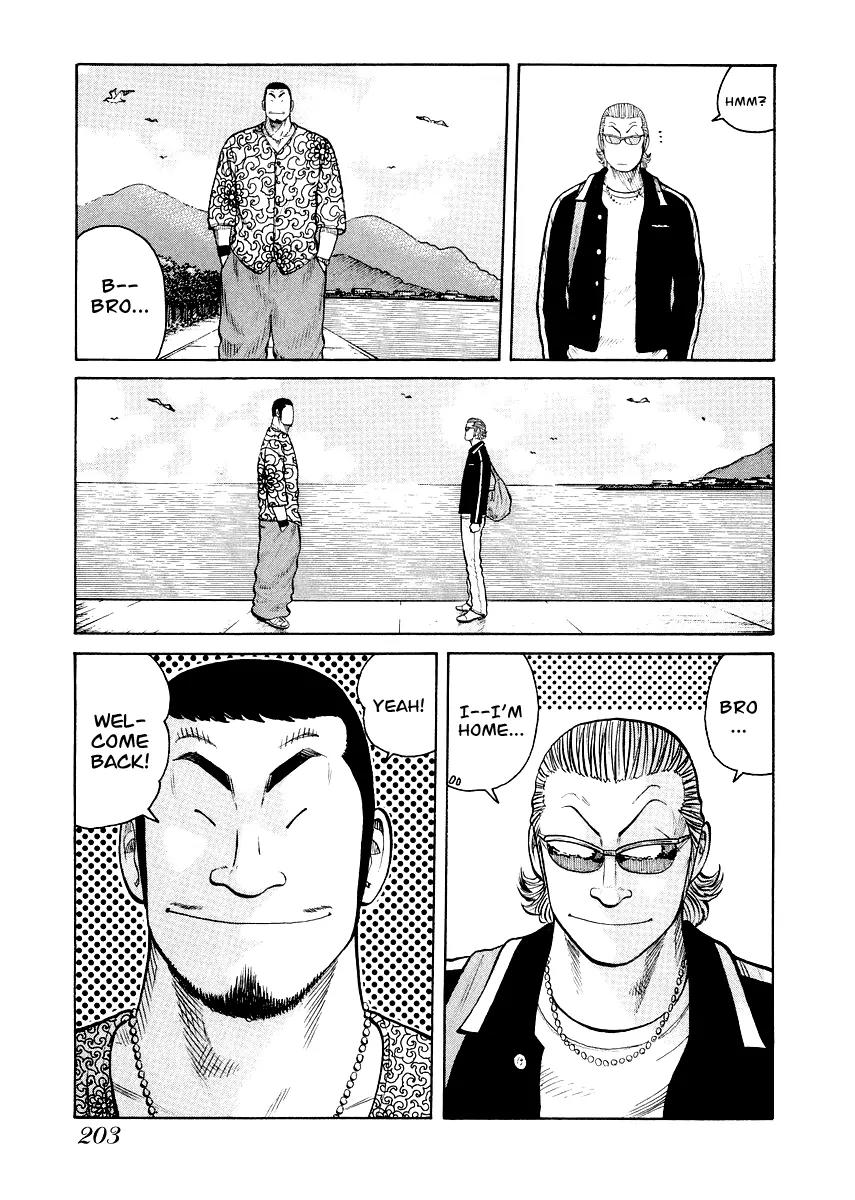 HMM?
B--
BRO...
BRO
...
I--I'M
HOME...
YEAH!
WEL-
COME
BACK!
203